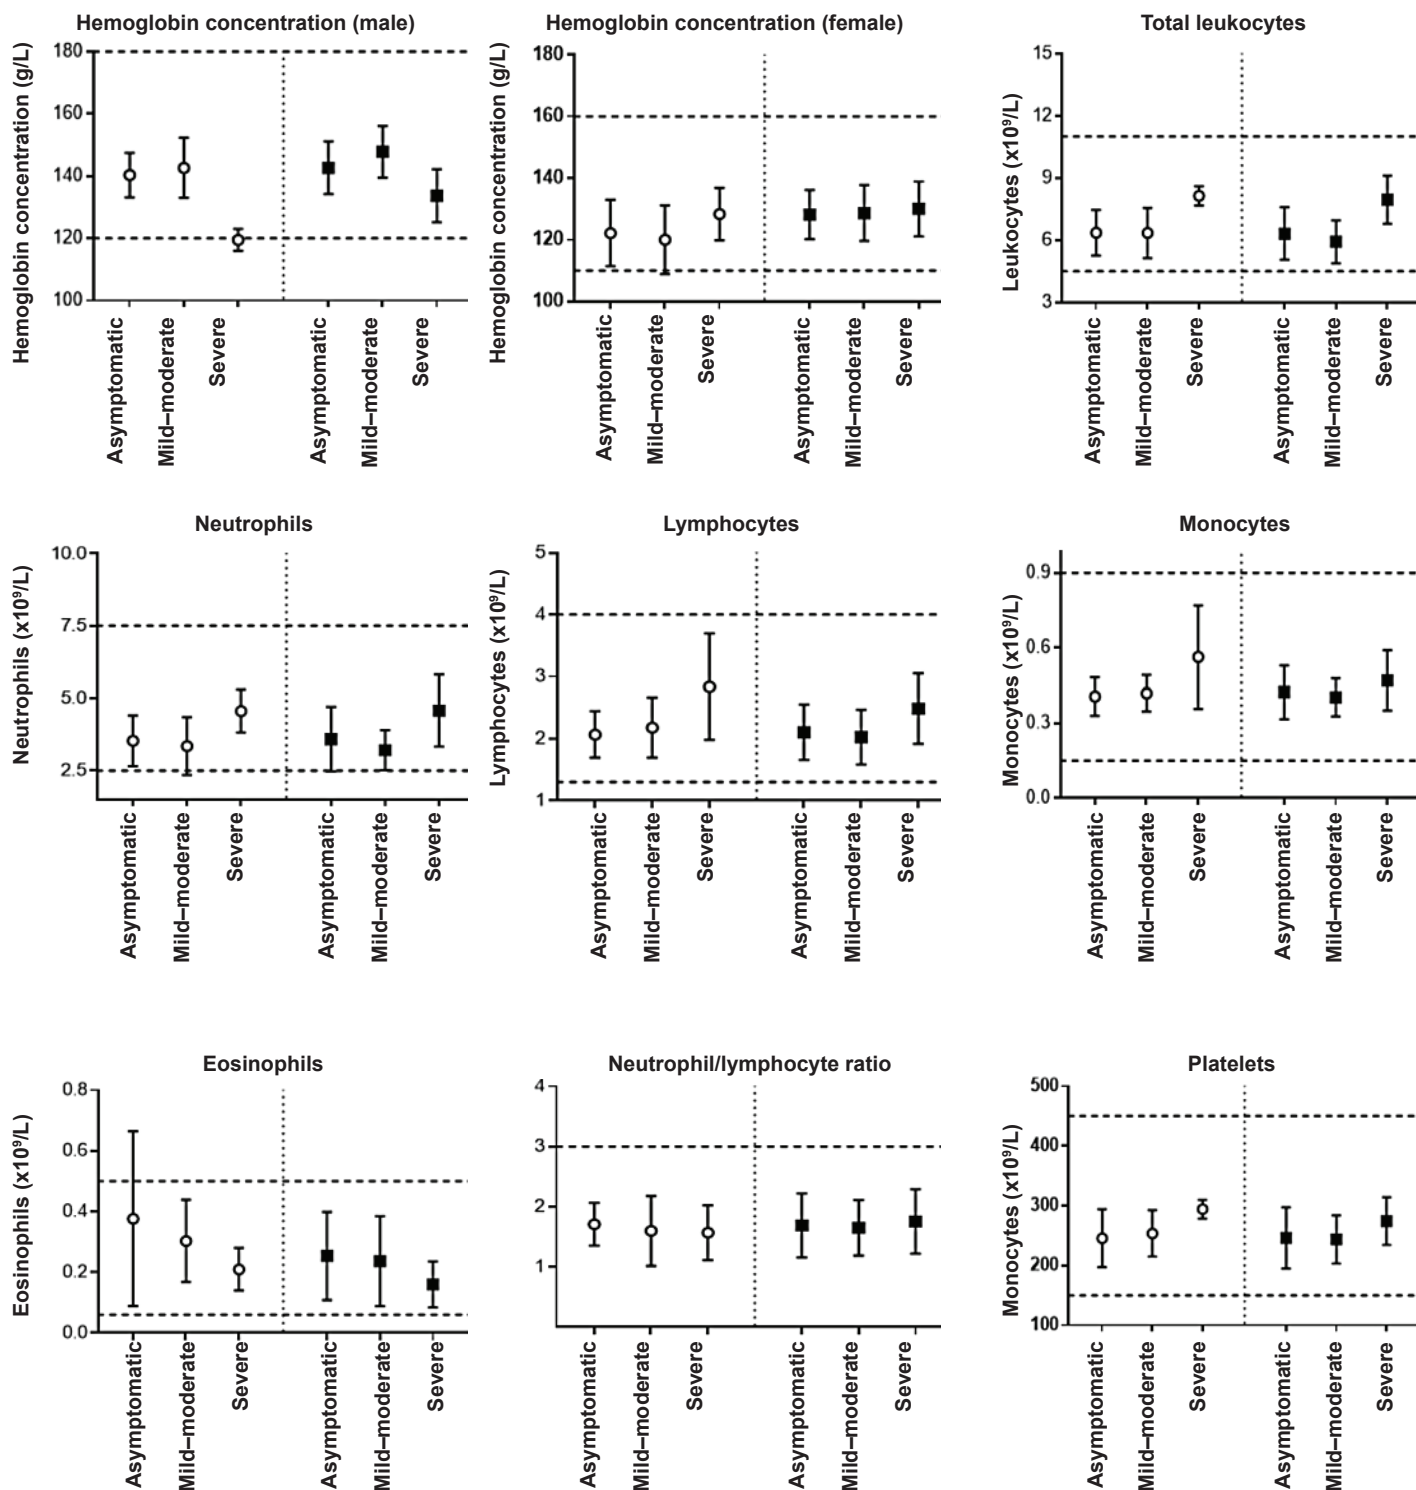 Hemoglobin concentration (male)
Hemoglobin concentration (g/L)
180
160
140
120
100
Asymptomatic
Mild–moderate
Severe
Asymptomatic
Mild–moderate
Severe
Hemoglobin concentration (female)
Hemoglobin concentration (g/L)
180
160
140
120
100
Asymptomatic
Mild–moderate
Severe
Asymptomatic
Mild–moderate
Severe
Total leukocytes
Leukocytes (x10⁹/L)
15
12
9
6
3
Asymptomatic
Mild–moderate
Severe
Asymptomatic
Mild–moderate
Severe
Neutrophils
Neutrophils (x10⁹/L)
10.0
7.5
5.0
2.5
Asymptomatic
Mild–moderate
Severe
Asymptomatic
Mild–moderate
Severe
Lymphocytes
Lymphocytes (x10⁹/L)
5
4
3
2
1
Asymptomatic
Mild–moderate
Severe
Asymptomatic
Mild–moderate
Severe
Monocytes
Monocytes (x10⁹/L)
0.9
0.6
0.3
0.0
Asymptomatic
Mild–moderate
Severe
Asymptomatic
Mild–moderate
Severe
Eosinophils
Eosinophils (x10⁹/L)
0.8
0.6
0.4
0.2
0.0
Asymptomatic
Mild–moderate
Severe
Asymptomatic
Mild–moderate
Severe
Neutrophil/lymphocyte ratio
4
3
2
1
Asymptomatic
Mild–moderate
Severe
Asymptomatic
Mild–moderate
Severe
Platelets
Monocytes (x10⁹/L)
500
400
300
200
100
Asymptomatic
Mild–moderate
Severe
Asymptomatic
Mild–moderate
Severe